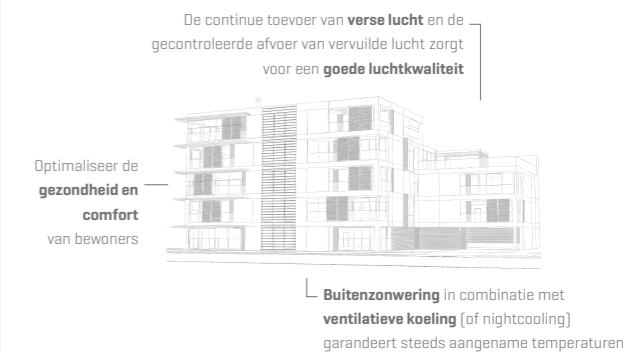 De continue toevoer van verse lucht en de
gecontroleerde afvoer van vervuilde lucht zorgt
voor een goede luchtkwaliteit
Optimaliseer de
gezondheid en
comfort
van bewoners
Buitenzonwering in combinatie met
ventilatieve koeling (of nightcooling)
garandeert steeds aangename temperaturen